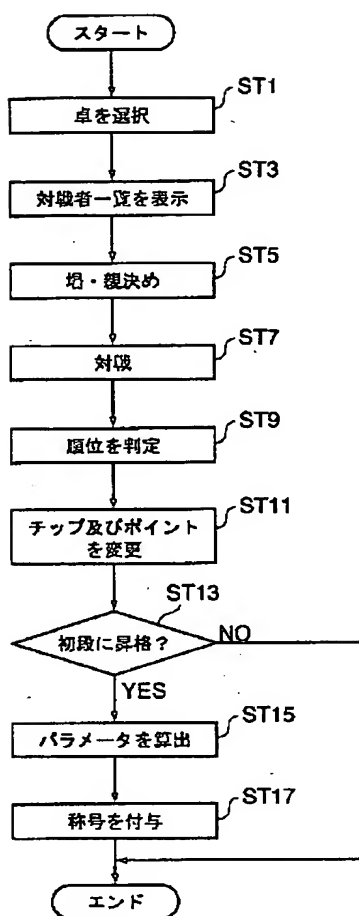 スタート
ST1
卓を選択
ST3
対戦者一覧を表示
ST5
場・親決め
ST7
対戦
ST9
順位を判定
ST11
チップ及びポイント
を変更
ST13
初段に昇格？
NO
YES
ST15
パラメータを算出
ST17
称号を付与
エンド